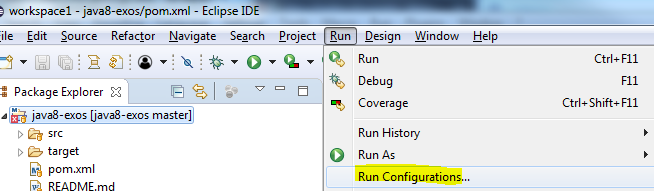 workspace1 - java8-exos/pom.xml - Eclipse IDE
File Edit Source Refactor Navigate Search Project Run Design Window Help
Run Ctrl+F11
Debug F11
Coverage Ctrl+Shift+F11
Package Explorer
java8-exos [java8-exos master]
src
Run History
target
Run As
pom.xml
Run Configurations...
README.md